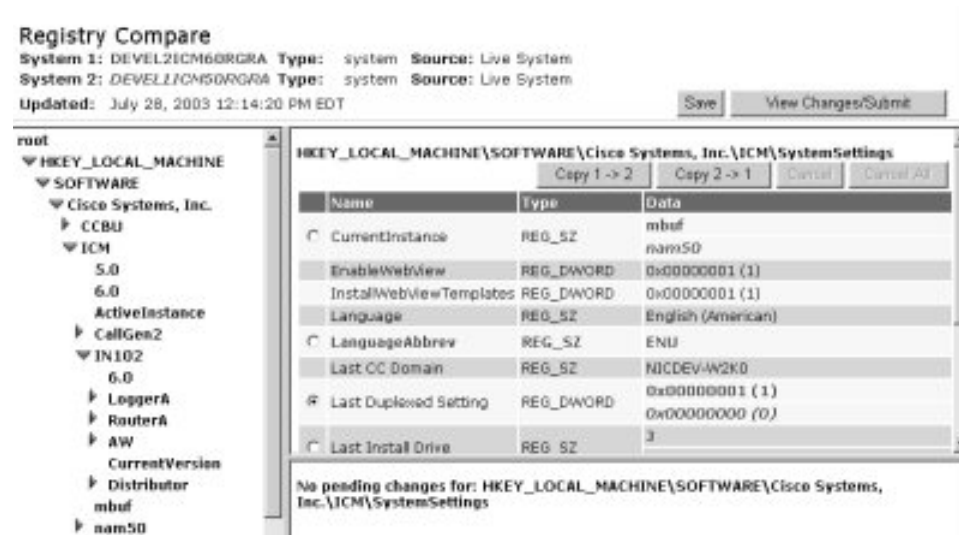 Registry Compare
System 1: DEVEL2ICM60RGRA Type: system Source: Live System
System 2: DEVEL1ICM50RGRA Type: system Source: Live System
Updated: July 28, 2003 12:14:20 PM EDT
Save View Changes/Submit
root
HKEY_LOCAL_MACHINE
SOFTWARE
Cisco Systems, Inc.
CCBU
ICM
5.0
6.0
ActiveInstance
CallGen2
IN102
6.0
LoggerA
RouterA
AW
CurrentVersion
Distributor
mbuf
nam50
HKEY_LOCAL_MACHINE\SOFTWARE\Cisco Systems, Inc.\ICM\SystemSettings
Copy 1 -> 2 Copy 2 -> 1 Cancel Cancel All
Name Type Data
CurrentInstance REG_SZ mbuf
nam50
EnableWebView REG_DWORD 0x00000001 (1)
InstallWebViewTemplates REG_DWORD 0x00000001 (1)
Language REG_SZ English (American)
LanguageAbbrev REG_SZ ENU
Last CC Domain REG_SZ NICDEV-W2K0
Last Duplexed Setting REG_DWORD 0x00000001 (1)
0x00000000 (0)
Last Install Drive REG_SZ 3
No pending changes for: HKEY_LOCAL_MACHINE\SOFTWARE\Cisco Systems,
Inc.\ICM\SystemSettings